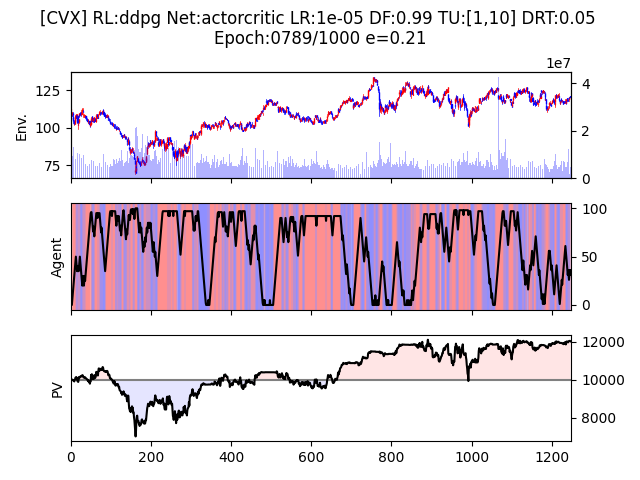 [CVX] RL:ddpg Net:actorcritic LR:1e-05 DF:0.99 TU:[1,10] DRT:0.05
Epoch:0789/1000 e=0.21
1e7
125
100
75
Env.
4
2
0
Agent
100
50
0
PV
12000
10000
8000
0 200 400 600 800 1000 1200